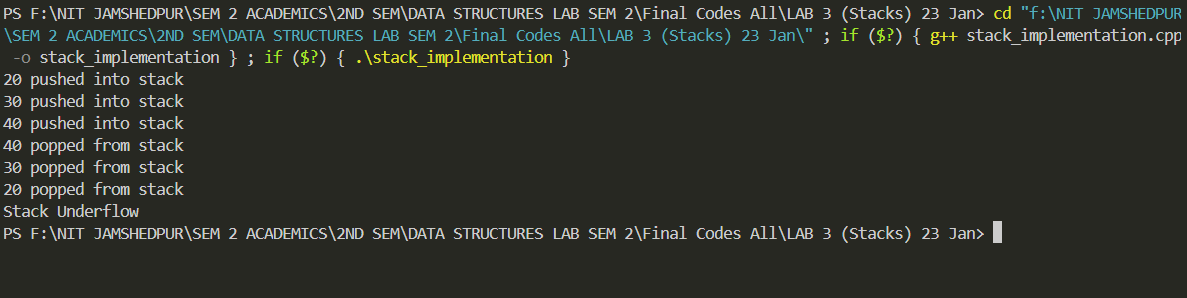 PS F:\NIT JAMSHEDPUR\SEM 2 ACADEMICS\2ND SEM\DATA STRUCTURES LAB SEM 2\Final Codes All\LAB 3 (Stacks) 23 Jan> cd "f:\NIT JAMSHEDPUR
\SEM 2 ACADEMICS\2ND SEM\DATA STRUCTURES LAB SEM 2\Final Codes All\LAB 3 (Stacks) 23 Jan\" ; if ($?) { g++ stack_implementation.cpp
-o stack_implementation } ; if ($?) { .\stack_implementation }
20 pushed into stack
30 pushed into stack
40 pushed into stack
40 popped from stack
30 popped from stack
20 popped from stack
Stack Underflow
PS F:\NIT JAMSHEDPUR\SEM 2 ACADEMICS\2ND SEM\DATA STRUCTURES LAB SEM 2\Final Codes All\LAB 3 (Stacks) 23 Jan>